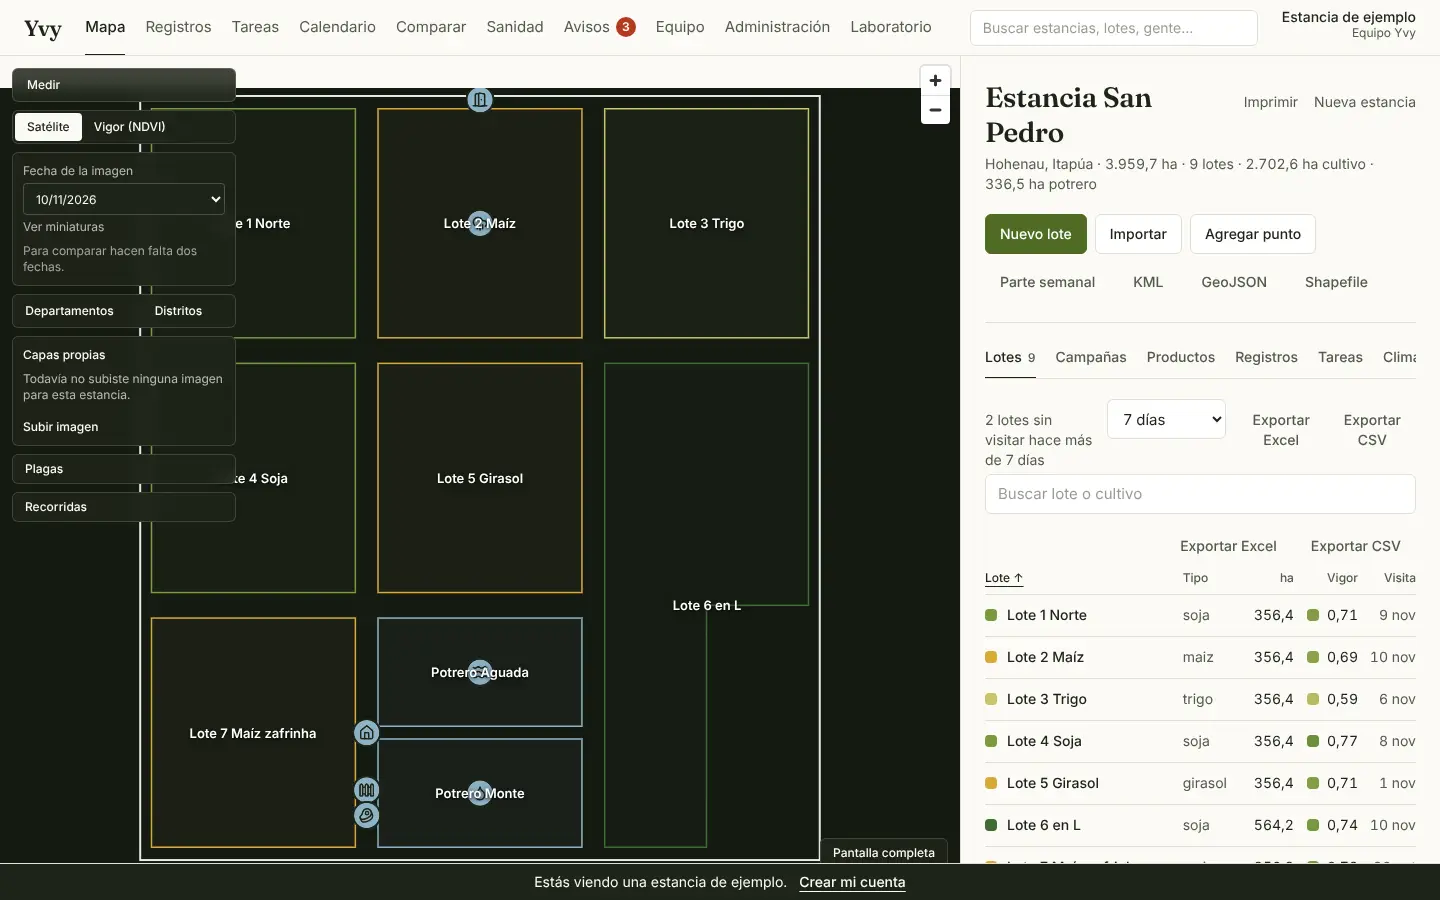 Yvy
Mapa
Registros
Tareas
Calendario
Comparar
Sanidad
Avisos 3
Equipo
Administración
Laboratorio
Buscar estancias, lotes, gente...
Estancia de ejemplo
Equipo Yvy
Medir
Satélite
Vigor (NDVI)
Fecha de la imagen
10/11/2026
Ver miniaturas
Para comparar hacen falta dos
fechas.
Departamentos
Distritos
Capas propias
Todavía no subiste ninguna imagen
para esta estancia.
Subir imagen
Plagas
Recorridas
+
−
e 1 Norte
Lote 2 Maíz
Lote 3 Trigo
te 4 Soja
Lote 5 Girasol
Lote 6 en L
Potrero Aguada
Lote 7 Maíz zafrinha
Potrero Monte
Pantalla completa
Estancia San
Pedro
Imprimir
Nueva estancia
Hohenau, Itapúa · 3.959,7 ha · 9 lotes · 2.702,6 ha cultivo ·
336,5 ha potrero
Nuevo lote
Importar
Agregar punto
Parte semanal
KML
GeoJSON
Shapefile
Lotes 9
Campañas
Productos
Registros
Tareas
Clima
2 lotes sin
visitar hace más
de 7 días
7 días
Exportar
Excel
Exportar
CSV
Buscar lote o cultivo
Exportar Excel
Exportar CSV
Lote ↑ Tipo ha Vigor Visita
Lote 1 Norte soja 356,4 0,71 9 nov
Lote 2 Maíz maiz 356,4 0,69 10 nov
Lote 3 Trigo trigo 356,4 0,59 6 nov
Lote 4 Soja soja 356,4 0,77 8 nov
Lote 5 Girasol girasol 356,4 0,71 1 nov
Lote 6 en L soja 564,2 0,74 10 nov
Estás viendo una estancia de ejemplo. Crear mi cuenta